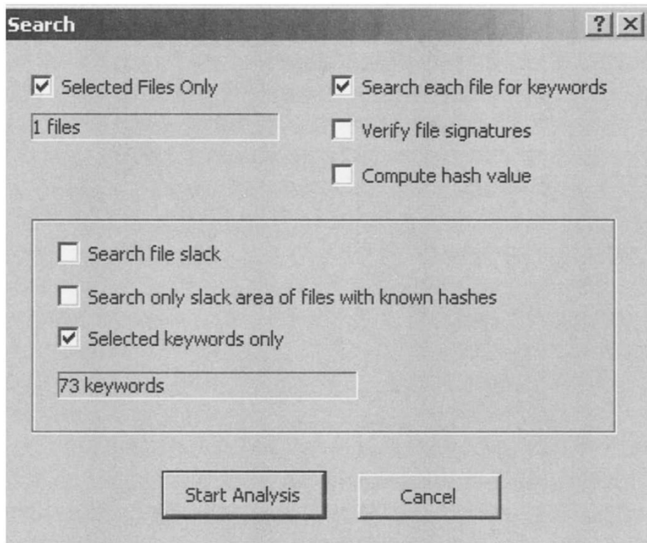 Search
Selected Files Only
1 files
Search each file for keywords
Verify file signatures
Compute hash value
Search file slack
Search only slack area of files with known hashes
Selected keywords only
73 keywords
Start Analysis
Cancel